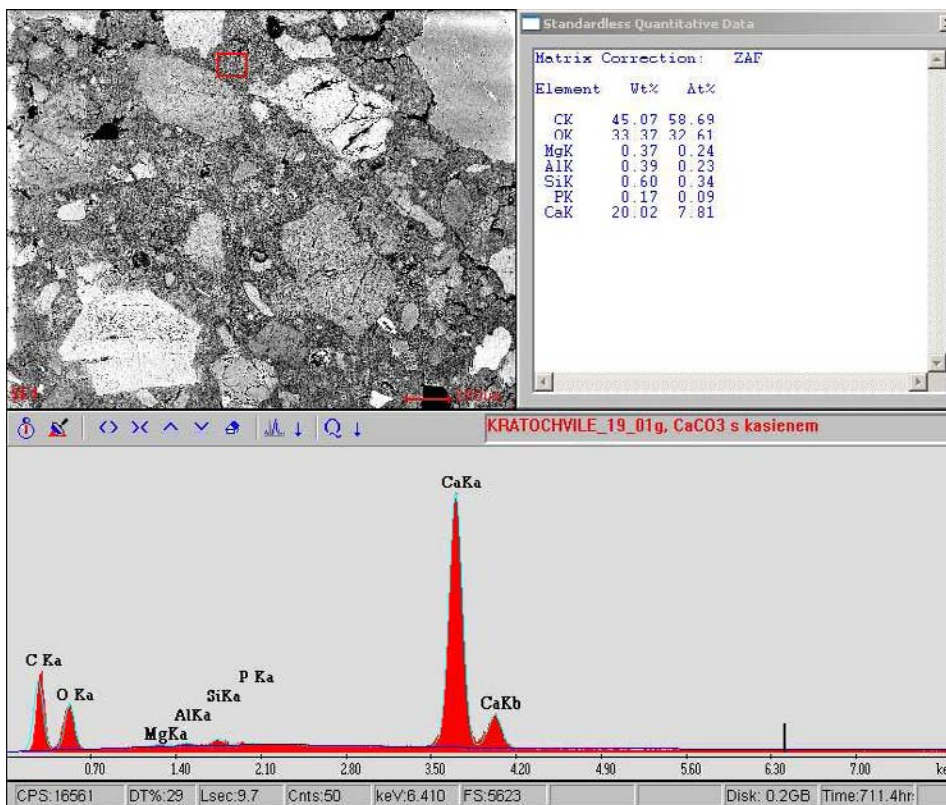 Standardless Quantitative Data
Matrix Correction: ZAF
Element Wt% At%
CK 45.07 58.69
OK 33.37 32.61
MgK 0.37 0.24
AlK 0.39 0.23
SiK 0.60 0.34
PK 0.17 0.09
CaK 20.02 7.81
KRATOCHVILE_19_01g, CaCO3 s kasienem
CaKa
C Ka
P Ka
O Ka
SiKa
CaKb
AlKa
MgKa
0.70 1.40 2.10 2.80 3.50 4.20 4.90 5.60 6.30 7.00 ke
CPS:16561 DT%:29 Lsec:9.7 Cnts:50 keV:6.410 FS:5623 Disk: 0.2GB Time:711.4hr